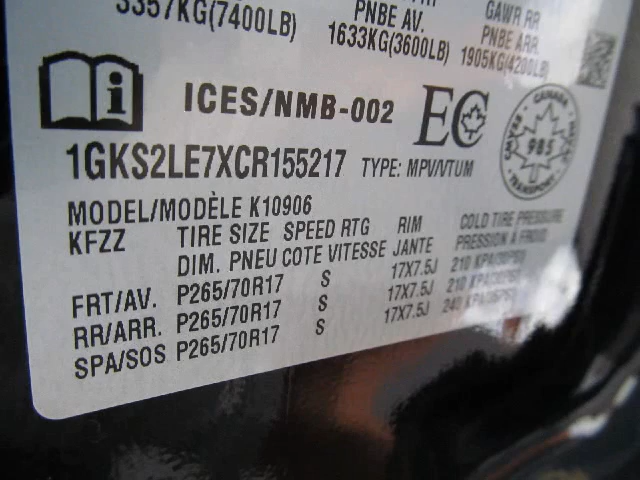 3357KG(7400LB)
PNBE AV.
1633KG(3600LB)
GAWR RR
PNBE ARR.
1905KG(4200LB)
i
ICES/NMB-002
EC
CANADA
985
TRANSPORT
1GKS2LE7XCR155217 TYPE: MPV/VTUM
MODEL/MODÈLE K10906
KFZZ TIRE SIZE SPEED RTG RIM COLD TIRE PRESSURE
DIM. PNEU COTE VITESSE JANTE PRESSION A FROID
FRT/AV. P265/70R17 S 17X7.5J 210 KPA(30PSI)
RR/ARR. P265/70R17 S 17X7.5J 210 KPA(30PSI)
SPA/SOS P265/70R17 S 17X7.5J 240 KPA(35PSI)